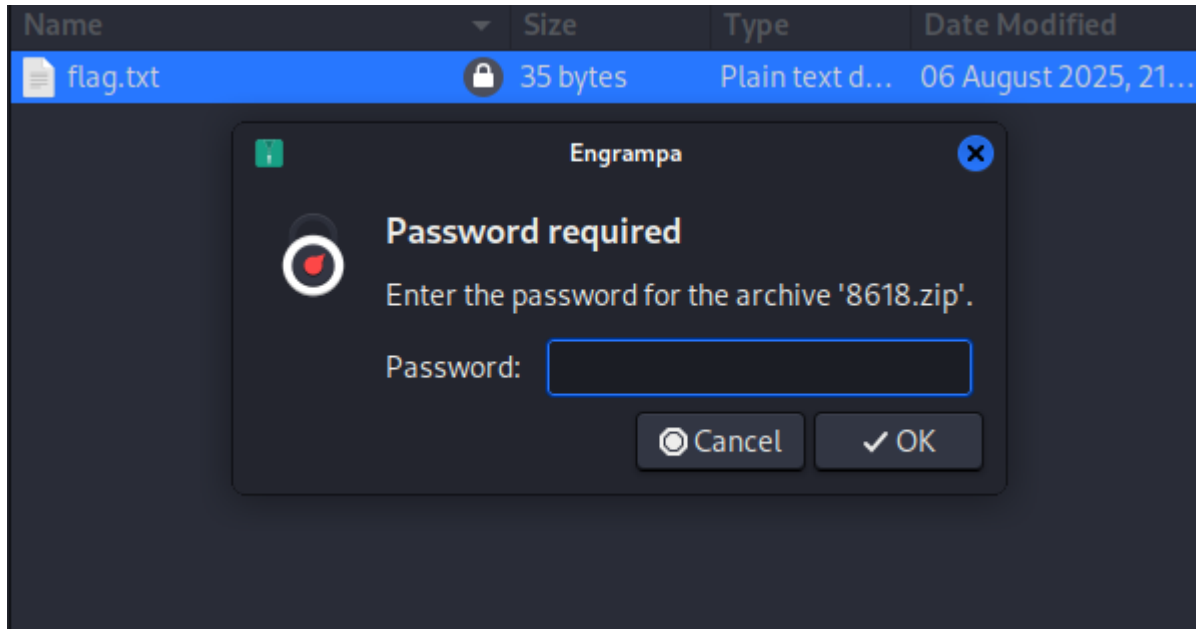 Name Size Type Date Modified
flag.txt 35 bytes Plain text d... 06 August 2025, 21...
Engrampa
Password required
Enter the password for the archive '8618.zip'.
Password:
Cancel OK